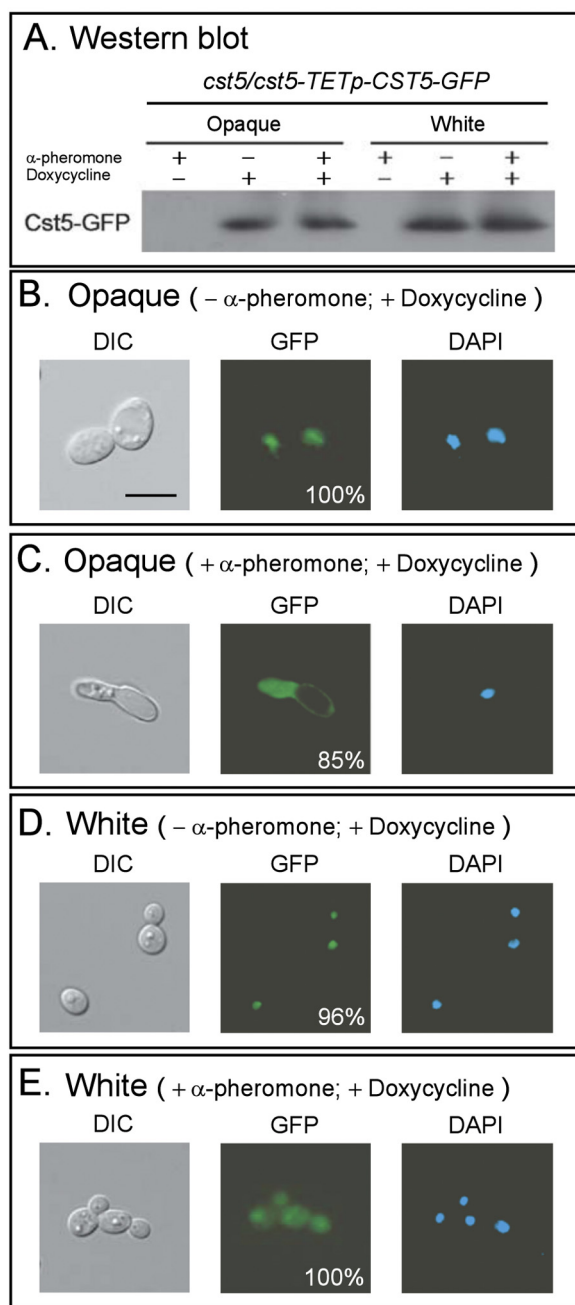 A. Western blot
cst5/cst5-TETp-CST5-GFP
Opaque White
α-pheromone + − + + − +
Doxycycline − + + − + +
Cst5-GFP
B. Opaque ( − α-pheromone; + Doxycycline )
DIC GFP DAPI
100%
C. Opaque ( + α-pheromone; + Doxycycline )
DIC GFP DAPI
85%
D. White ( − α-pheromone; + Doxycycline )
DIC GFP DAPI
96%
E. White ( + α-pheromone; + Doxycycline )
DIC GFP DAPI
100%